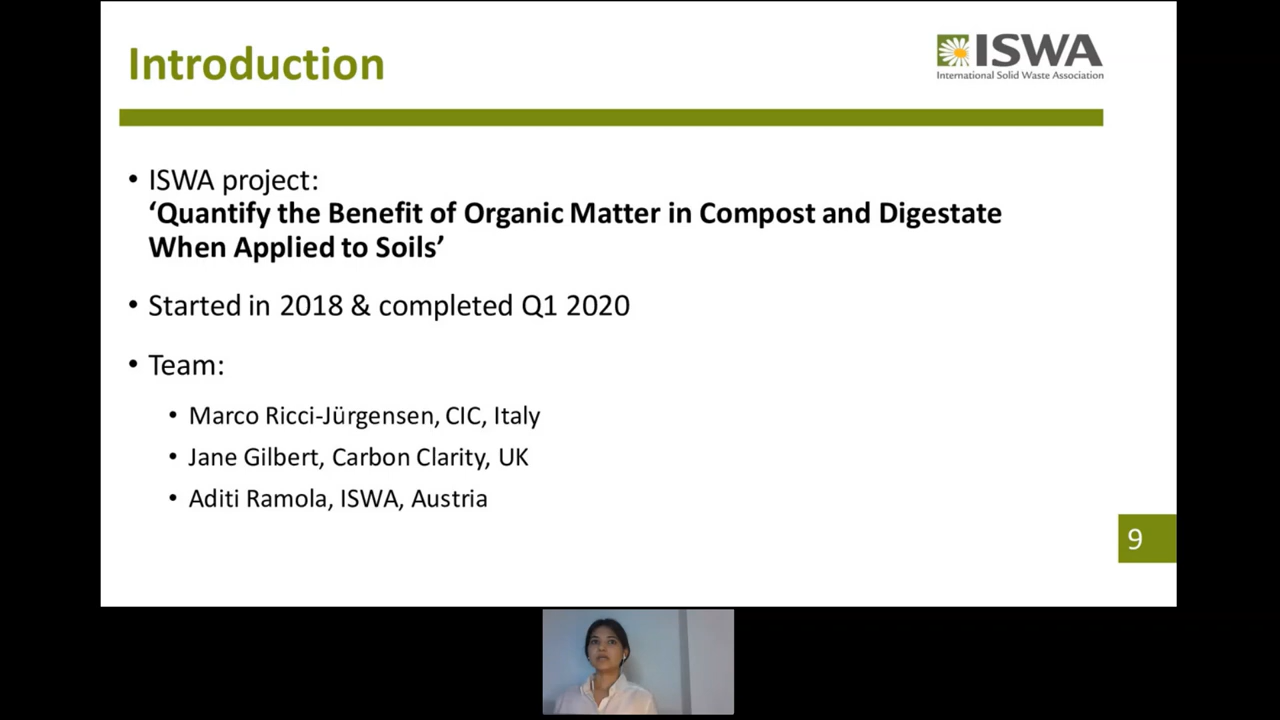 Introduction
ISWA
International Solid Waste Association
• ISWA project:
‘Quantify the Benefit of Organic Matter in Compost and Digestate
When Applied to Soils’
• Started in 2018 & completed Q1 2020
• Team:
• Marco Ricci-Jürgensen, CIC, Italy
• Jane Gilbert, Carbon Clarity, UK
• Aditi Ramola, ISWA, Austria
9